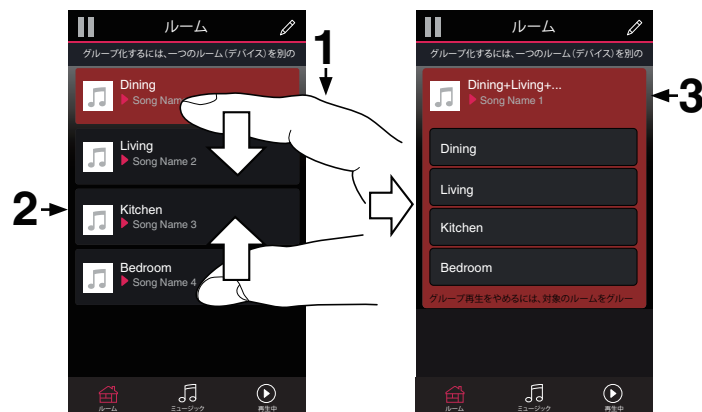 ルーム
グループ化するには、一つのルーム（デバイス）を別の
1
Dining
Song Nam
Living
Song Name 2
2
Kitchen
Song Name 3
Bedroom
Song Name 4
ルーム
ミュージック
再生中
ルーム
グループ化するには、一つのルーム（デバイス）を別の
Dining+Living+...
Song Name 1
3
Dining
Living
Kitchen
Bedroom
グループ再生をやめるには、対象のルームをグルー
ルーム
ミュージック
再生中